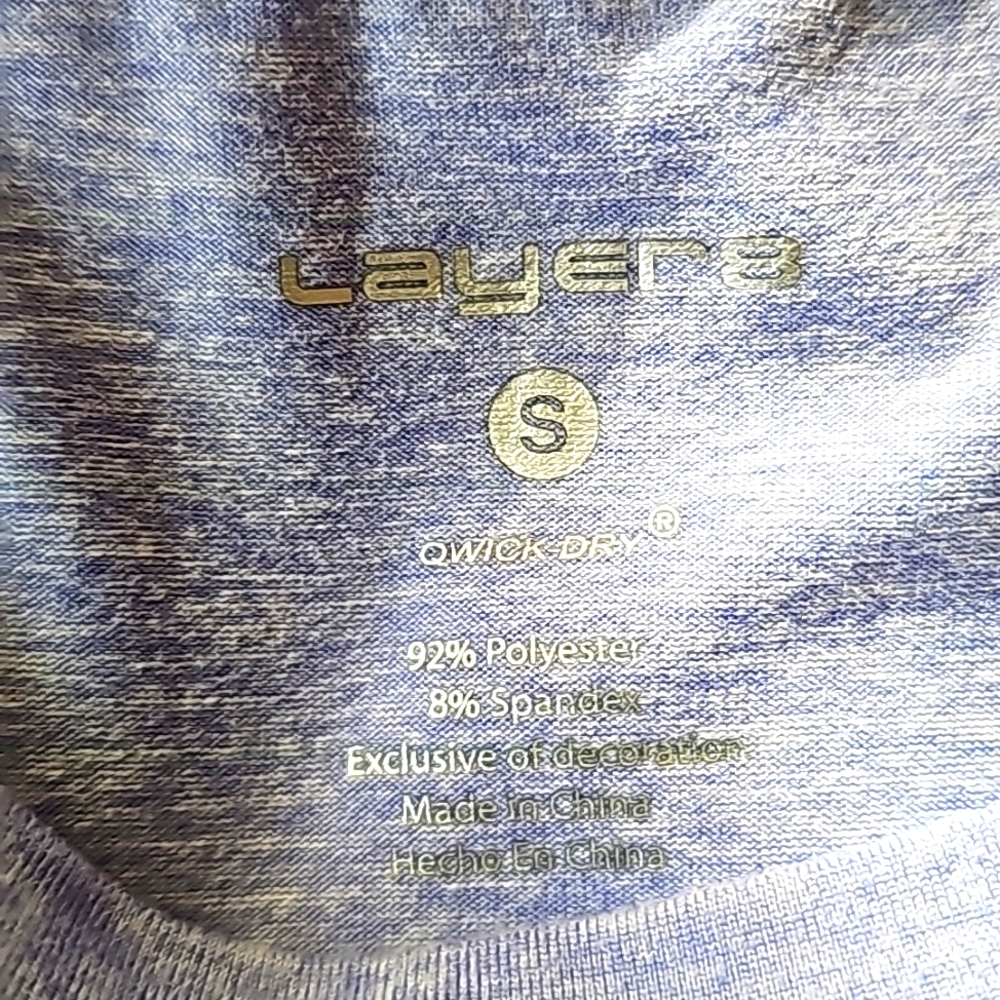 Layer8
S
QWICK-DRY®
92% Polyester
8% Spandex
Exclusive of decoration
Made in China
Hecho En China